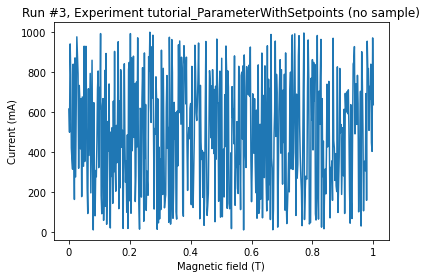 Run #3, Experiment tutorial_ParameterWithSetpoints (no sample)
1000
800
600
400
200
0
Current (mA)
0 0.2 0.4 0.6 0.8 1
Magnetic field (T)